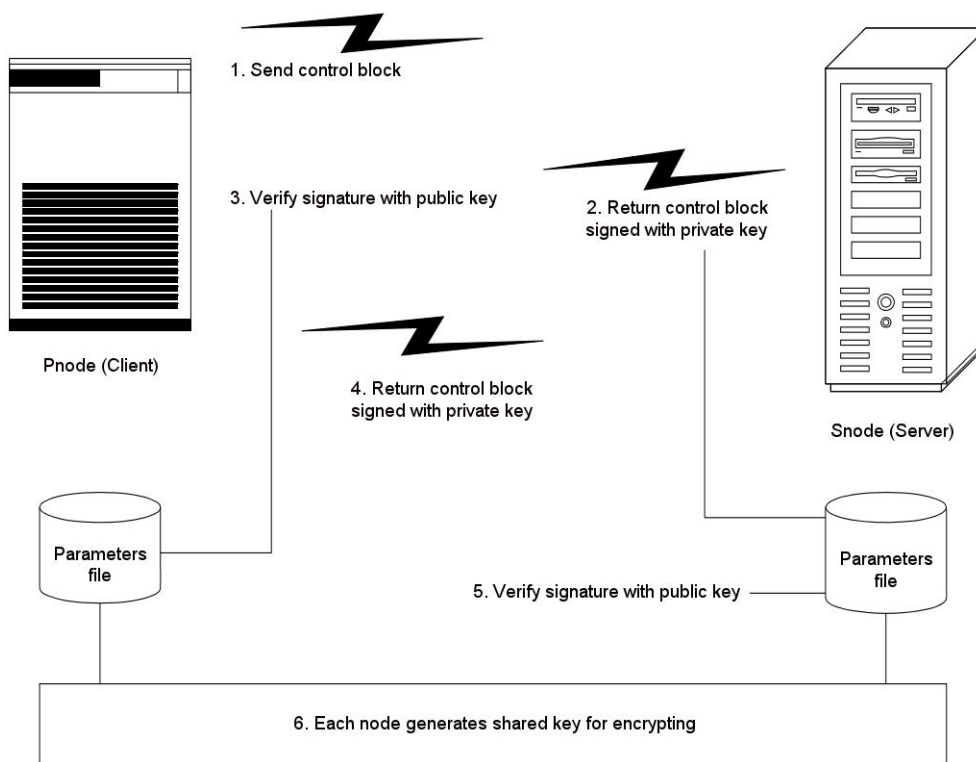 1. Send control block
3. Verify signature with public key
2. Return control block
signed with private key
Pnode (Client)
4. Return control block
signed with private key
Snode (Server)
Parameters
file
Parameters
file
5. Verify signature with public key
6. Each node generates shared key for encrypting